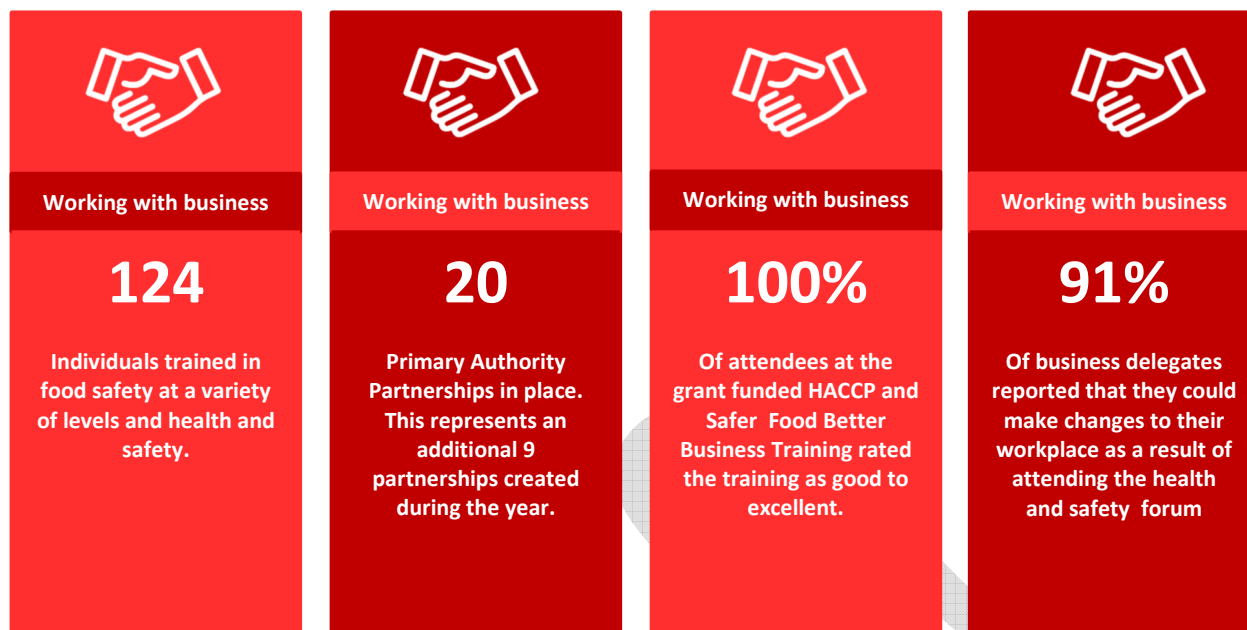 Working with business
124
Individuals trained in
food safety at a variety
of levels and health and
safety.
Working with business
20
Primary Authority
Partnerships in place.
This represents an
additional 9
partnerships created
during the year.
Working with business
100%
Of attendees at the
grant funded HACCP and
Safer  Food Better
Business Training rated
the training as good to
excellent.
Working with business
91%
Of business delegates
reported that they could
make changes to their
workplace as a result of
attending the health
and safety  forum